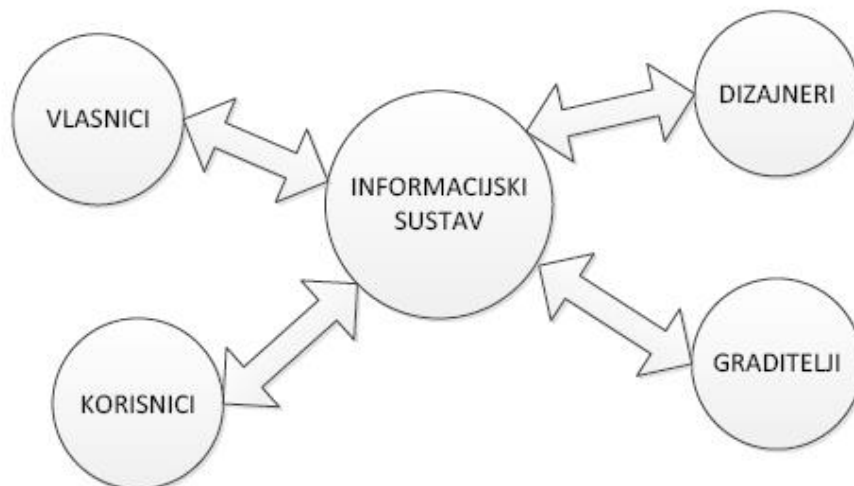 VLASNICI
DIZAJNERI
INFORMACIJSKI
SUSTAV
KORISNICI
GRADITELJI